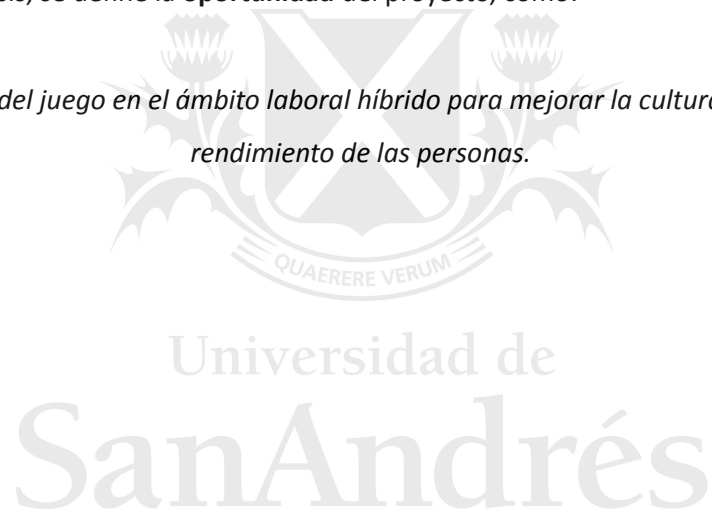 se define la oportunidad del proyecto, como:
del juego en el ámbito laboral híbrido para mejorar la cultura
rendimiento de las personas.
QUAERERE VERUM
Universidad de
SanAndrés